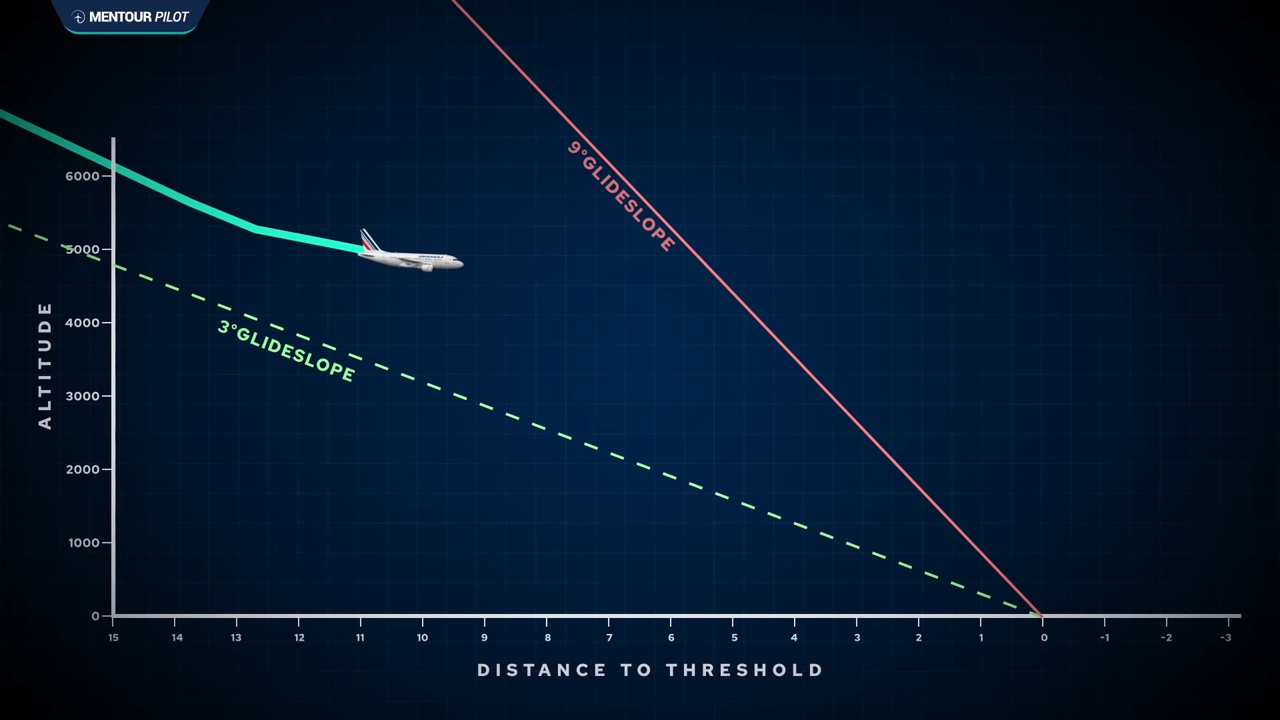 MENTOUR PILOT
9°GLIDESLOPE
6000
5000
4000
3°GLIDESLOPE
3000
2000
1000
0
ALTITUDE
15 14 13 12 11 10 9 8 7 6 5 4 3 2 1 0 -1 -2 -3
DISTANCE TO THRESHOLD